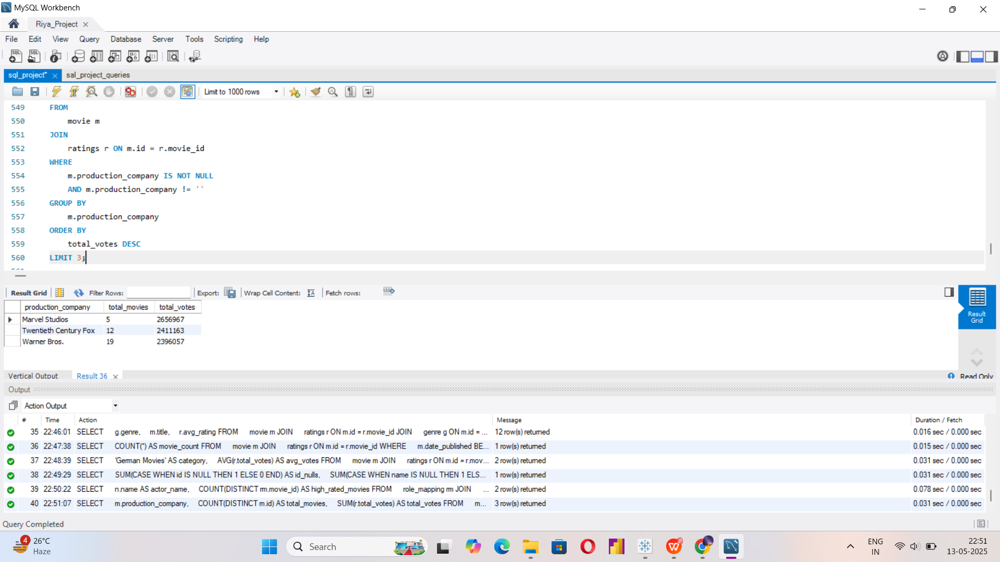 MySQL Workbench
Riya_Project
File Edit View Query Database Server Tools Scripting Help
sql_project* sal_project_queries
Limit to 1000 rows
549 FROM
550 movie m
551 JOIN
552 ratings r ON m.id = r.movie_id
553 WHERE
554 m.production_company IS NOT NULL
555 AND m.production_company != ''
556 GROUP BY
557 m.production_company
558 ORDER BY
559 total_votes DESC
560 LIMIT 3;
Result Grid Filter Rows: Export: Wrap Cell Content: Fetch rows:
production_company total_movies total_votes
Marvel Studios 5 2656967
Twentieth Century Fox 12 2411163
Warner Bros. 19 2396057
Result
Grid
Vertical Output Result 36 Read Only
Output
Action Output
# Time Action Message Duration / Fetch
35 22:46:01 SELECT g.genre, m.title, r.avg_rating FROM movie m JOIN ratings r ON m.id = r.movie_id JOIN genre g ON m.id = ... 12 row(s) returned 0.016 sec / 0.000 sec
36 22:47:38 SELECT COUNT(*) AS movie_count FROM movie m JOIN ratings r ON m.id = r.movie_id WHERE m.date_published BE... 1 row(s) returned 0.015 sec / 0.000 sec
37 22:48:39 SELECT 'German Movies' AS category, AVG(r.total_votes) AS avg_votes FROM movie m JOIN ratings r ON m.id = r.mov... 2 row(s) returned 0.031 sec / 0.000 sec
38 22:49:29 SELECT SUM(CASE WHEN id IS NULL THEN 1 ELSE 0 END) AS id_nulls, SUM(CASE WHEN name IS NULL THEN 1 ELS... 1 row(s) returned 0.031 sec / 0.000 sec
39 22:50:22 SELECT n.name AS actor_name, COUNT(DISTINCT rm.movie_id) AS high_rated_movies FROM role_mapping rm JOIN ... 2 row(s) returned 0.078 sec / 0.000 sec
40 22:51:07 SELECT m.production_company, COUNT(DISTINCT m.id) AS total_movies, SUM(r.total_votes) AS total_votes FROM m... 3 row(s) returned 0.031 sec / 0.000 sec
Query Completed
4 26°C
Haze
Search
ENG
IN
22:51
13-05-2025